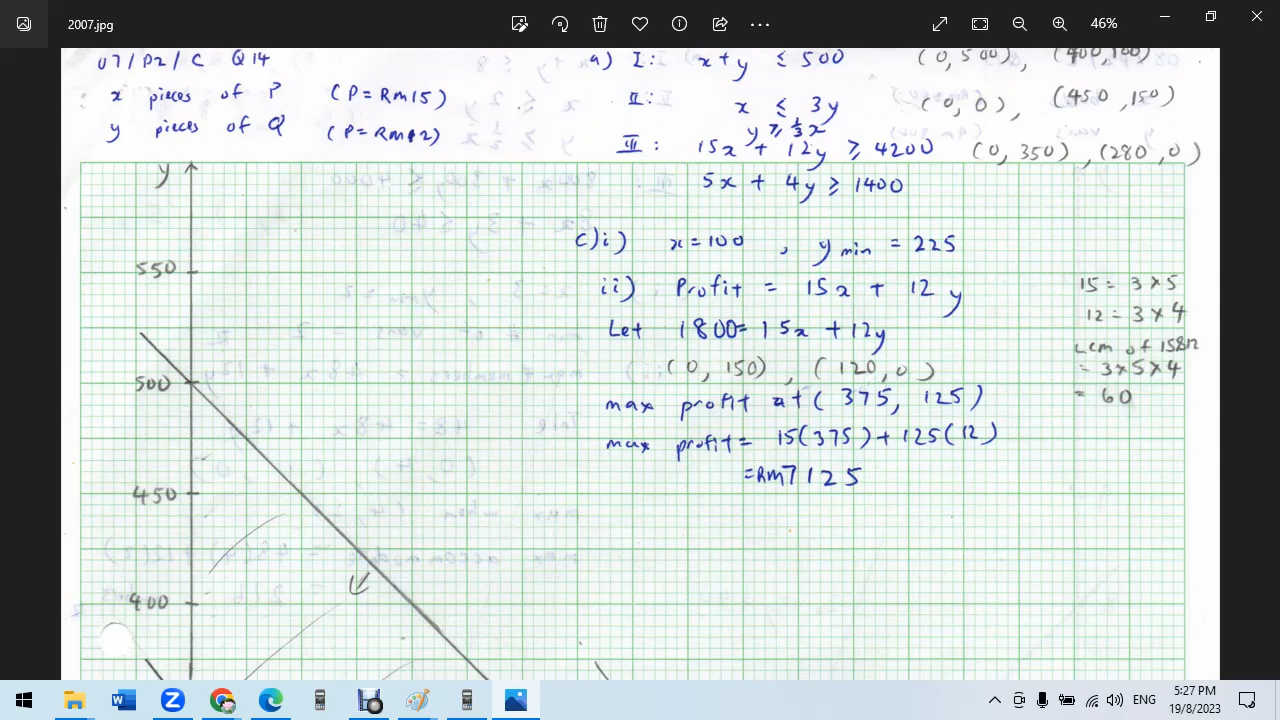 2007.jpg
46%
07/P2/C Q14
x pieces of P (P=RM15)
y pieces of Q (P=RM12)
a) I: x+y ≤ 500 (0,500), (400,100)
II: x ≤ 3y (0,0), (450,150)
y ≥ 1/3 x
III: 15x + 12y ≥ 4200 (0,350), (280,0)
5x + 4y ≥ 1400
c)i) x=100 , y min = 225
ii) Profit = 15x + 12y
Let 1800=15x+12y
(0,150), (120,0)
max profit at (375, 125)
max profit= 15(375)+125(12)
=RM7125
15 = 3×5
12 = 3×4
LCM of 15&12
= 3×5×4
= 60
y
550
500
450
400
ENG
5:27 PM
19/8/2023